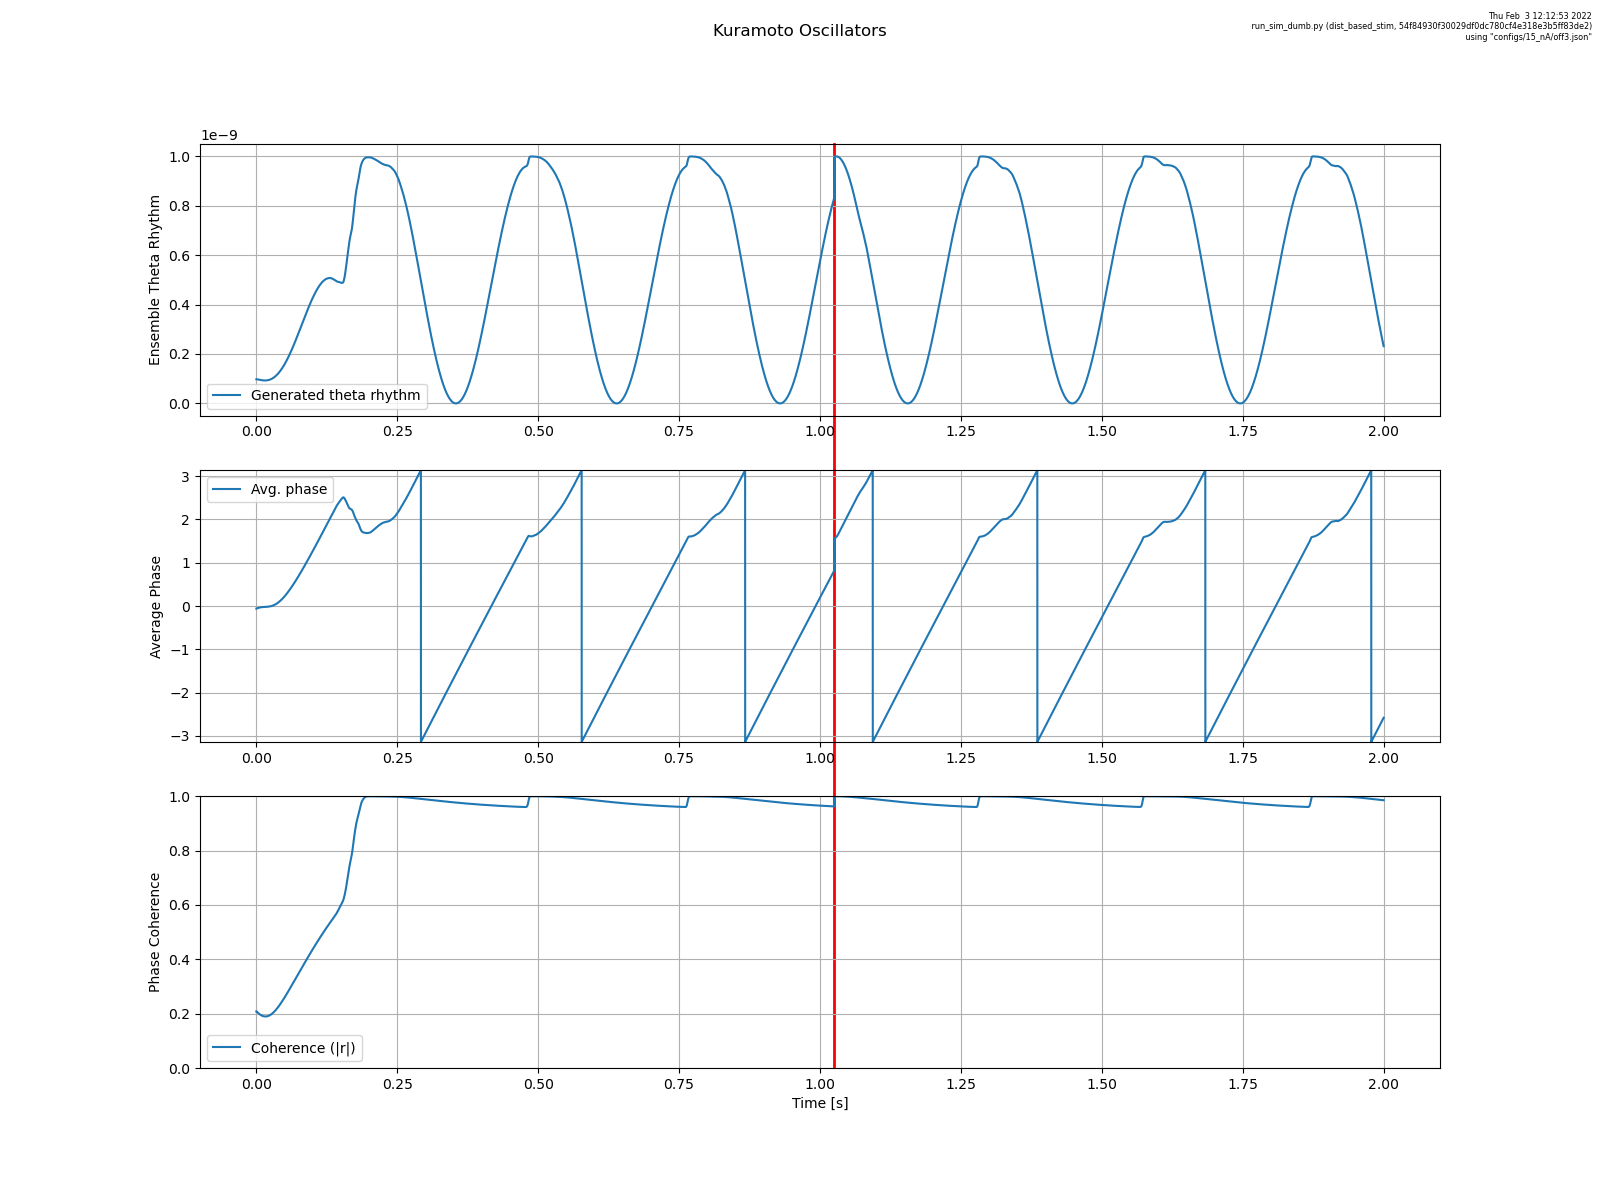 Thu Feb  3 12:12:53 2022
run_sim_dumb.py (dist_based_stim, 54f84930f30029df0dc780cf4e318e3b5ff83de2)
using "configs/15_nA/off3.json"
Kuramoto Oscillators
1e−9
Ensemble Theta Rhythm
1.0
0.8
0.6
0.4
0.2
0.0
Generated theta rhythm
0.00 0.25 0.50 0.75 1.00 1.25 1.50 1.75 2.00
Average Phase
3
2
1
0
−1
−2
−3
Avg. phase
0.00 0.25 0.50 0.75 1.00 1.25 1.50 1.75 2.00
Phase Coherence
1.0
0.8
0.6
0.4
0.2
0.0
Coherence (|r|)
0.00 0.25 0.50 0.75 1.00 1.25 1.50 1.75 2.00
Time [s]